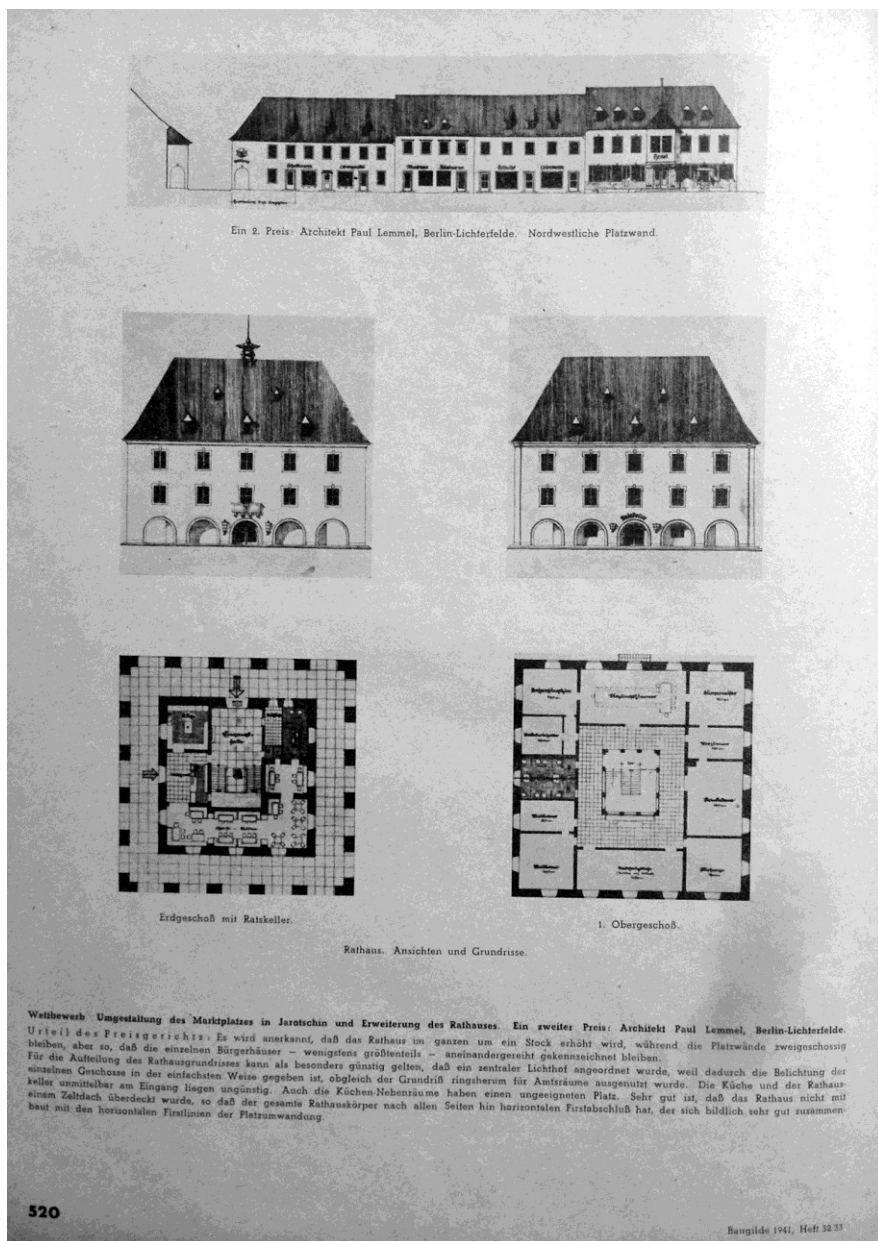 Hotel
Ein 2. Preis: Architekt Paul Lemmel, Berlin-Lichterfelde. Nordwestliche Platzwand.
Ratskeller
Erdgeschoß mit Ratskeller.
1. Obergeschoß.
Rathaus. Ansichten und Grundrisse.
Wettbewerb Umgestaltung des Marktplatzes in Jarotschin und Erweiterung des Rathauses. Ein zweiter Preis: Architekt Paul Lemmel, Berlin-Lichterfelde.
Urteil des Preisgerichts: Es wird anerkannt, daß das Rathaus im ganzen um ein Stock erhöht wird, während die Platzwände zweigeschossig
bleiben, aber so, daß die einzelnen Bürgerhäuser – wenigstens größtenteils – aneinandergereiht gekennzeichnet bleiben.
Für die Aufteilung des Rathausgrundrisses kann als besonders günstig gelten, daß ein zentraler Lichthof angeordnet wurde, weil dadurch die Belichtung der
einzelnen Geschosse in der einfachsten Weise gegeben ist, obgleich der Grundriß ringsherum für Amtsräume ausgenutzt wurde. Die Küche und der Rathaus-
keller unmittelbar am Eingang liegen ungünstig. Auch die Küchen-Nebenräume haben einen ungeeigneten Platz. Sehr gut ist, daß das Rathaus nicht mit
einem Zeltdach überdeckt wurde, so daß der gesamte Rathauskörper nach allen Seiten hin horizontalen Firstabschluß hat, der sich bildlich sehr gut zusammen-
baut mit den horizontalen Firstlinien der Platzumwandung.
520
Baugilde 1941, Heft 32/33